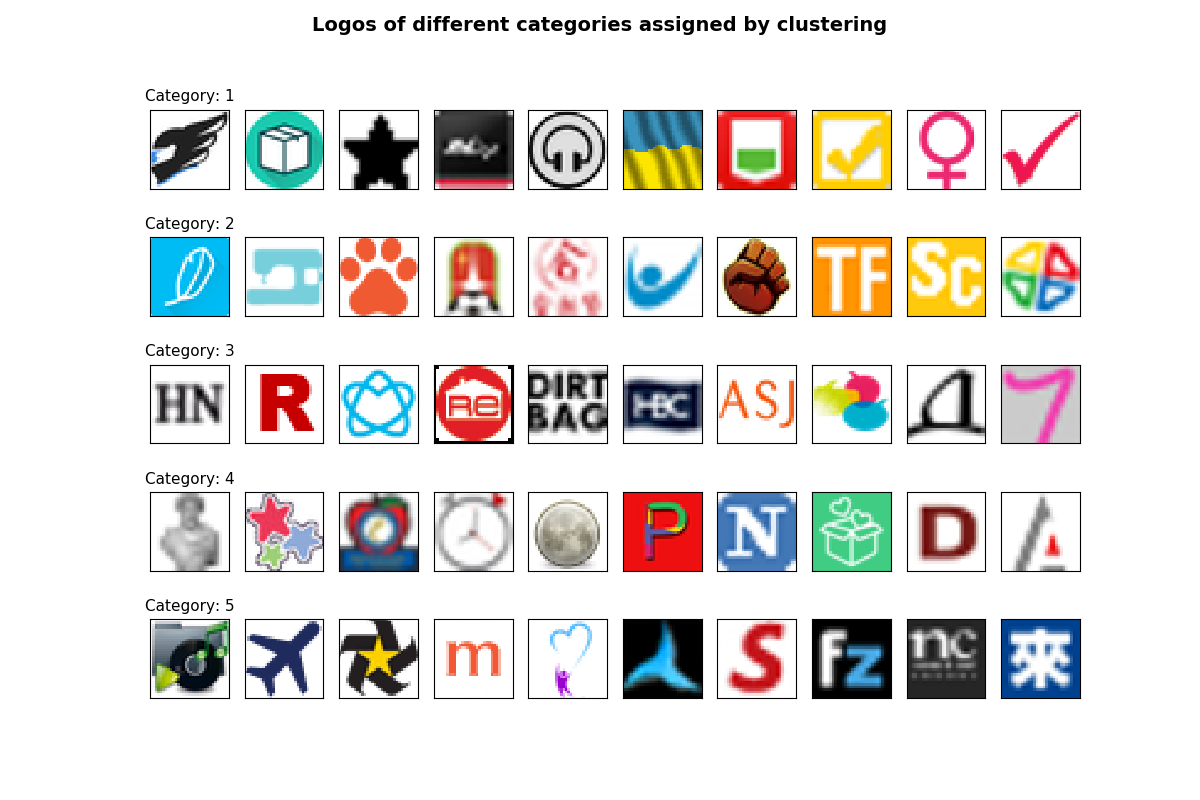 Logos of different categories assigned by clustering
Category: 1
Category: 2
TF
SC
Category: 3
HN
R
Re
DIRT
BAG
HBC
ASJ
Category: 4
P
N
D
A
Category: 5
m
S
Fz
nc
來